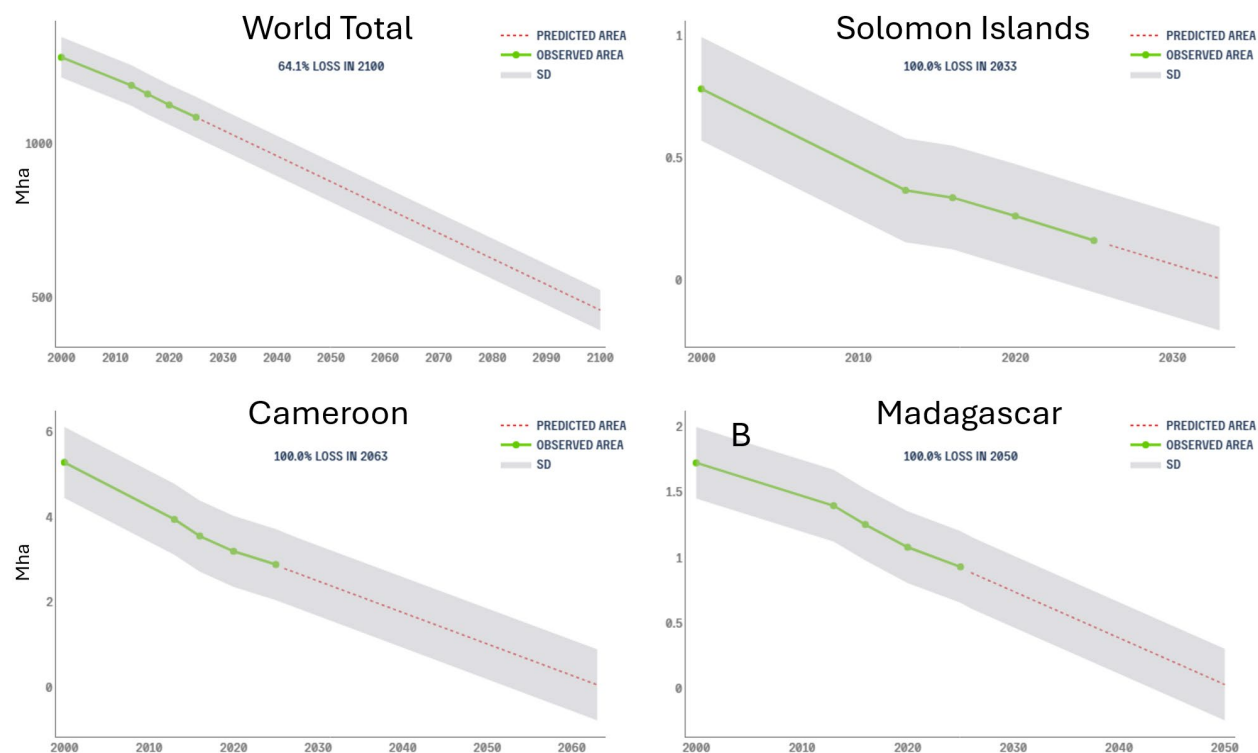 World Total
PREDICTED AREA
OBSERVED AREA
SD
64.1% LOSS IN 2100
Mha
1000
500
2000 2010 2020 2030 2040 2050 2060 2070 2080 2090 2100
Solomon Islands
PREDICTED AREA
OBSERVED AREA
SD
100.0% LOSS IN 2033
1
0.5
0
2000 2010 2020 2030
Cameroon
PREDICTED AREA
OBSERVED AREA
SD
100.0% LOSS IN 2063
Mha
6
4
2
0
2000 2010 2020 2030 2040 2050 2060
Madagascar
B
PREDICTED AREA
OBSERVED AREA
SD
100.0% LOSS IN 2050
2
1.5
1
0.5
0
2000 2010 2020 2030 2040 2050